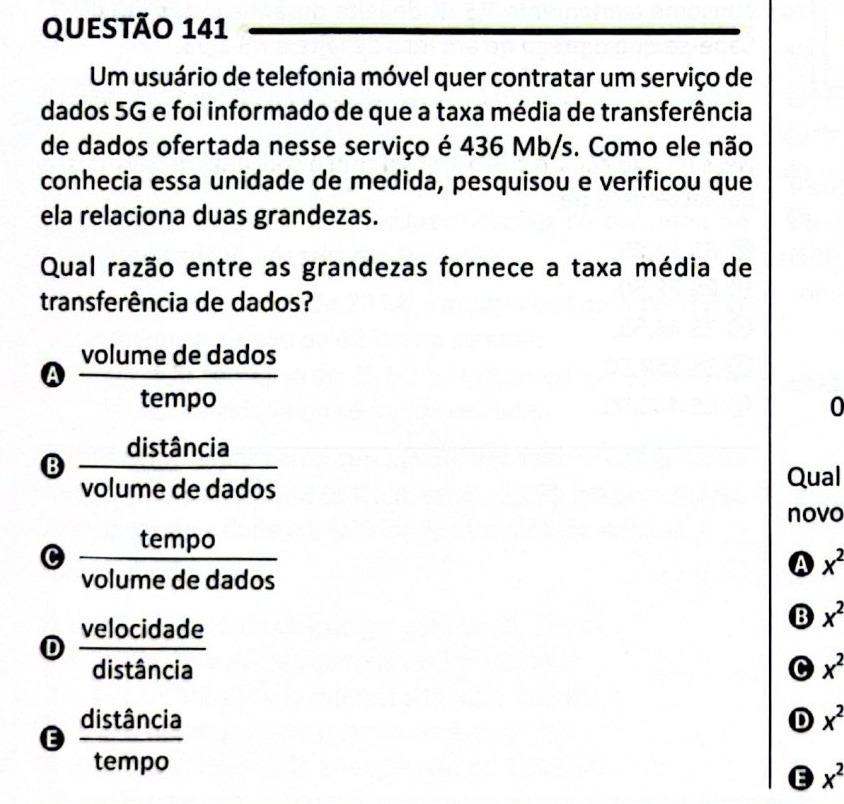 QUESTÃO 141
Um usuário de telefonia móvel quer contratar um serviço de
dados 5G e foi informado de que a taxa média de transferência
de dados ofertada nesse serviço é 436 Mb/s. Como ele não
conhecia essa unidade de medida, pesquisou e verificou que
ela relaciona duas grandezas.
Qual razão entre as grandezas fornece a taxa média de
transferência de dados?
A volume de dados
tempo
B distância
volume de dados
C tempo
volume de dados
D velocidade
distância
E distância
tempo
0
Qual
novo
A x²
B x²
C x²
D x²
E x²